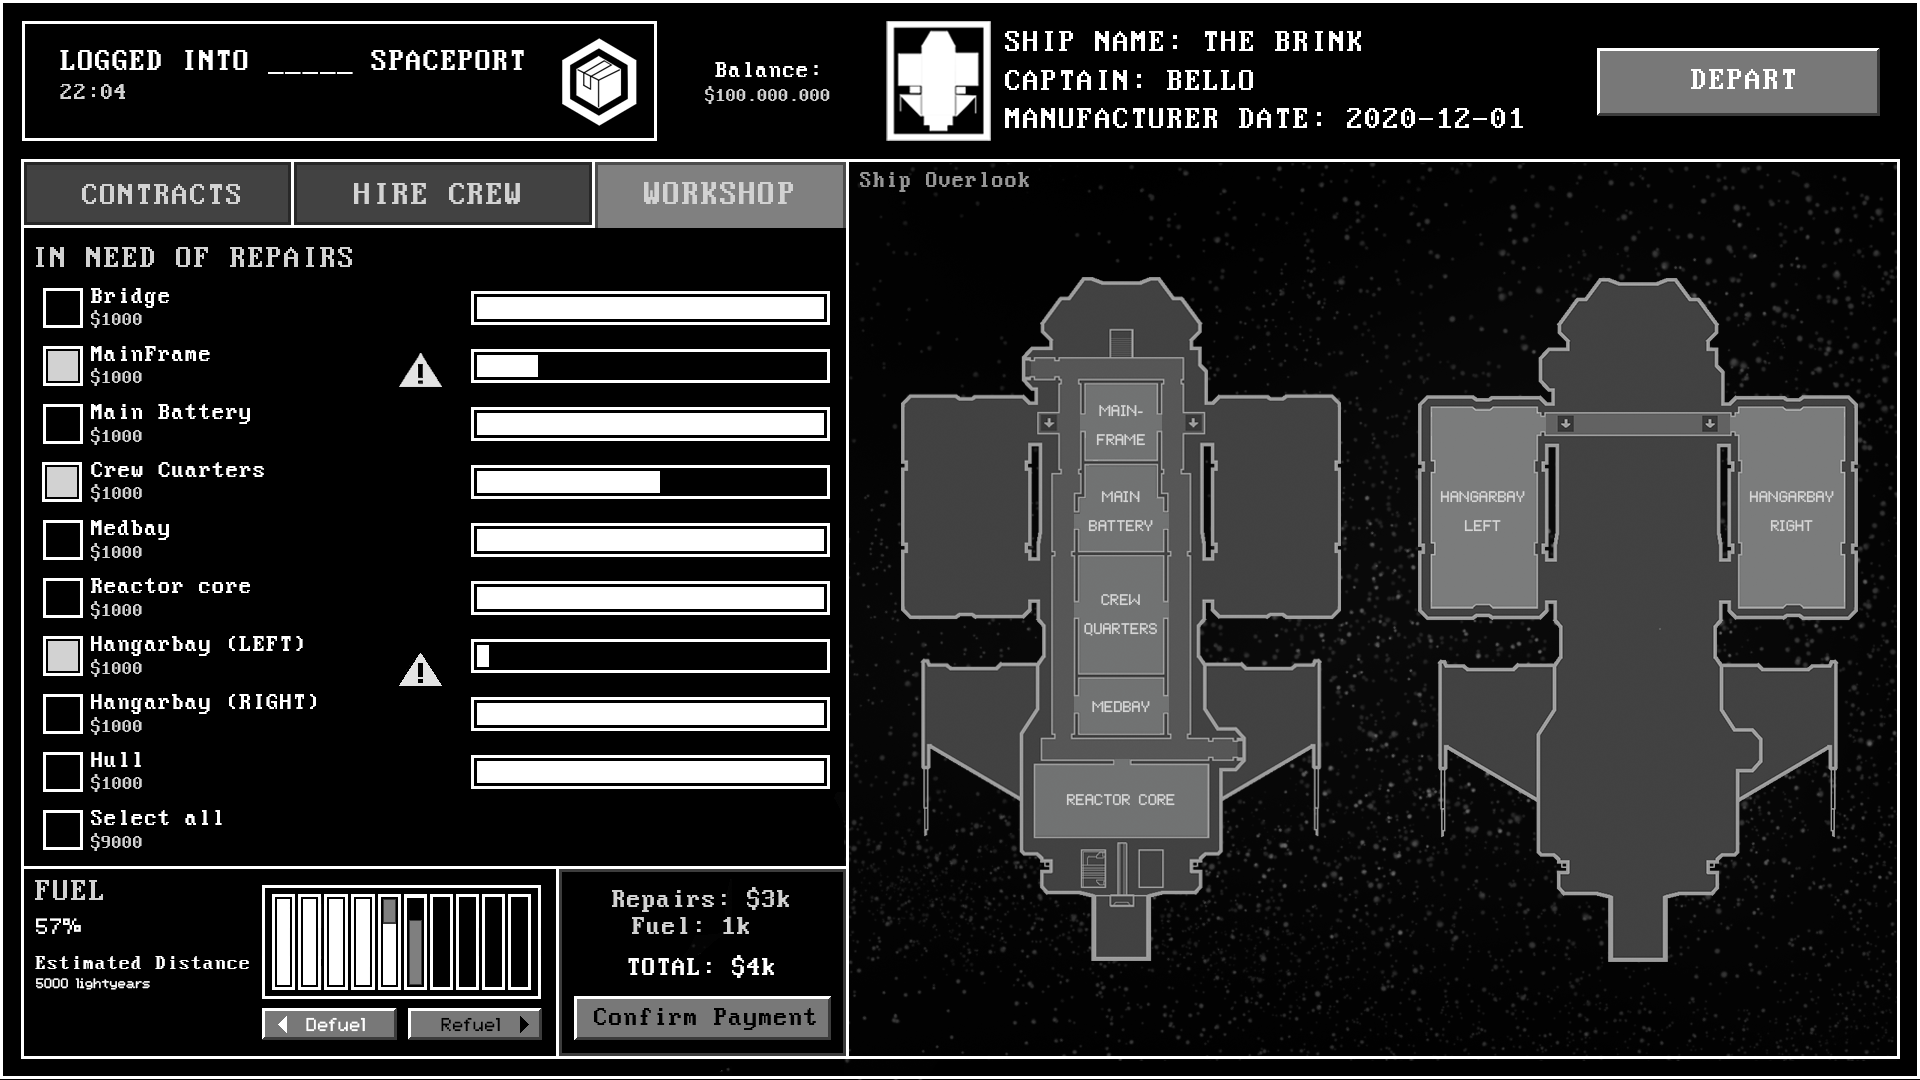 LOGGED INTO _____ SPACEPORT
22:04
Balance:
$100.000.000
SHIP NAME: THE BRINK
CAPTAIN: BELLO
MANUFACTURER DATE: 2020-12-01
DEPART
CONTRACTS
HIRE CREW
WORKSHOP
IN NEED OF REPAIRS
Bridge
$1000
MainFrame
$1000
Main Battery
$1000
Crew Cuarters
$1000
Medbay
$1000
Reactor core
$1000
Hangarbay (LEFT)
$1000
Hangarbay (RIGHT)
$1000
Hull
$1000
Select all
$9000
FUEL
57%
Estimated Distance
5000 lightyears
Defuel
Refuel
Repairs: $3k
Fuel: 1k
TOTAL: $4k
Confirm Payment
Ship Overlook
MAIN-
FRAME
MAIN
BATTERY
CREW
QUARTERS
MEDBAY
REACTOR CORE
HANGARBAY
LEFT
HANGARBAY
RIGHT